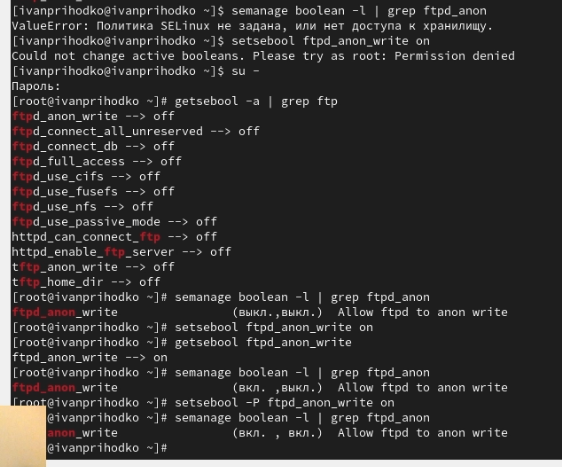 [ivanprihodko@ivanprihodko ~]$ semanage boolean -l | grep ftpd_anon
ValueError: Политика SELinux не задана, или нет доступа к хранилищу.
[ivanprihodko@ivanprihodko ~]$ setsebool ftpd_anon_write on
Could not change active booleans. Please try as root: Permission denied
[ivanprihodko@ivanprihodko ~]$ su -
Пароль:
[root@ivanprihodko ~]# getsebool -a | grep ftp
ftpd_anon_write --> off
ftpd_connect_all_unreserved --> off
ftpd_connect_db --> off
ftpd_full_access --> off
ftpd_use_cifs --> off
ftpd_use_fusefs --> off
ftpd_use_nfs --> off
ftpd_use_passive_mode --> off
httpd_can_connect_ftp --> off
httpd_enable_ftp_server --> off
tftp_anon_write --> off
tftp_home_dir --> off
[root@ivanprihodko ~]# semanage boolean -l | grep ftpd_anon
ftpd_anon_write                (выкл.,выкл.)  Allow ftpd to anon write
[root@ivanprihodko ~]# setsebool ftpd_anon_write on
[root@ivanprihodko ~]# getsebool ftpd_anon_write
ftpd_anon_write --> on
[root@ivanprihodko ~]# semanage boolean -l | grep ftpd_anon
ftpd_anon_write                (вкл. ,выкл.)  Allow ftpd to anon write
[root@ivanprihodko ~]# setsebool -P ftpd_anon_write on
@ivanprihodko ~]# semanage boolean -l | grep ftpd_anon
anon_write                (вкл. , вкл.)  Allow ftpd to anon write
@ivanprihodko ~]#